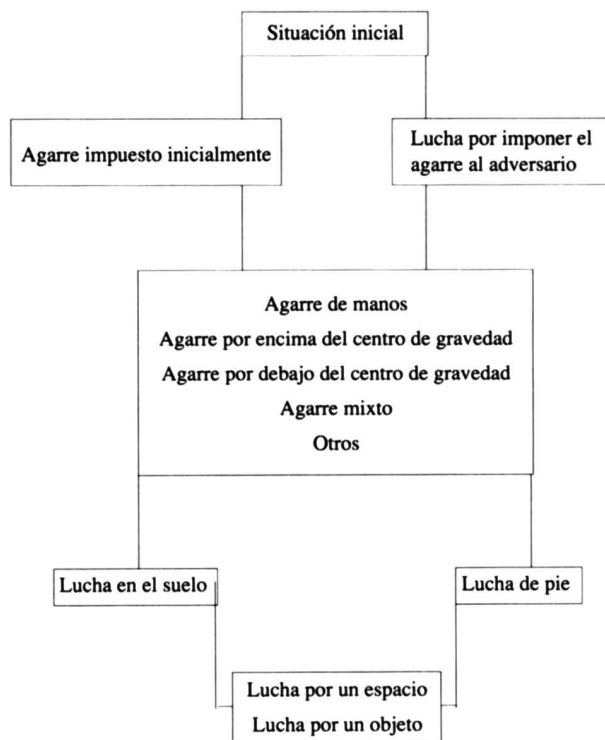 Situación inicial
Agarre impuesto inicialmente
Lucha por imponer el
agarre al adversario
Agarre de manos
Agarre por encima del centro de gravedad
Agarre por debajo del centro de gravedad
Agarre mixto
Otros
Lucha en el suelo
Lucha de pie
Lucha por un espacio
Lucha por un objeto